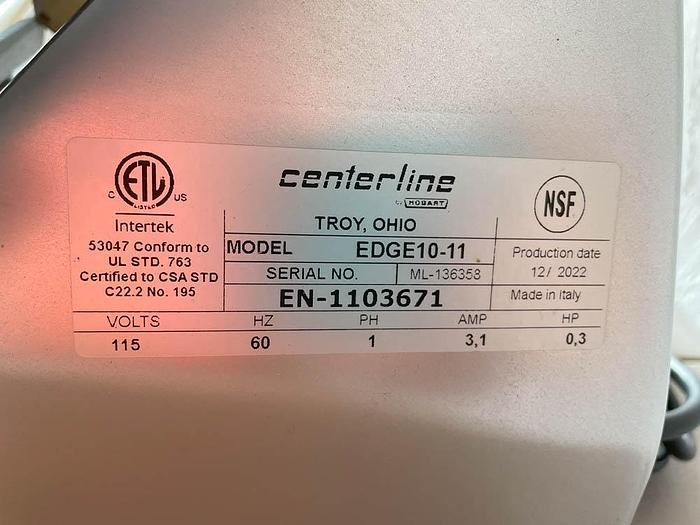 C ETL US
LISTED
Intertek
53047 Conform to
UL STD. 763
Certified to CSA STD
C22.2 No. 195
centerline
by HOBART
TROY, OHIO
MODEL EDGE10-11
SERIAL NO. ML-136358
EN-1103671
NSF
Production date
12/ 2022
Made in Italy
VOLTS HZ PH AMP HP
115 60 1 3,1 0,3